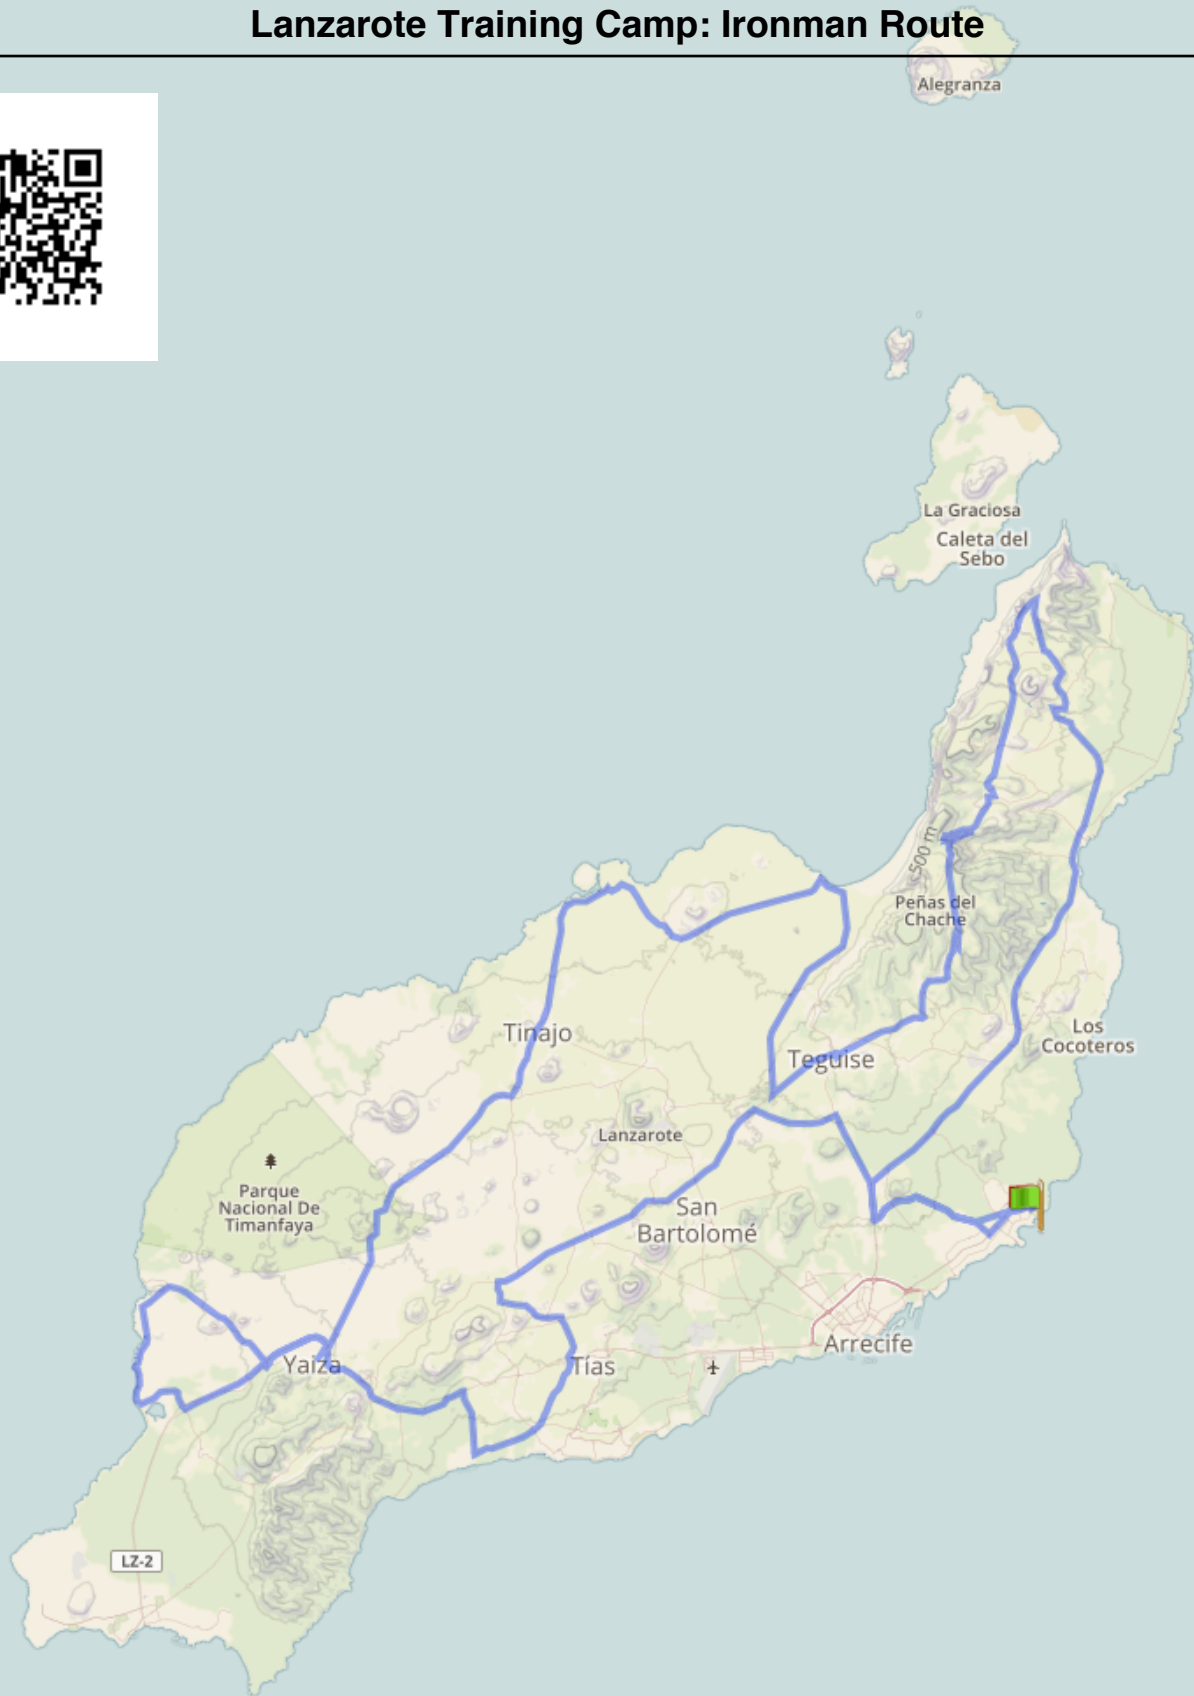 Lanzarote Training Camp: Ironman Route
Alegranza
La Graciosa
Caleta del
Sebo
500 m
Peñas del
Chache
Tinajo
Teguise
Los
Cocoteros
Lanzarote
Parque
Nacional De
Timanfaya
San
Bartolomé
Arrecife
Yaiza
Tías
LZ-2